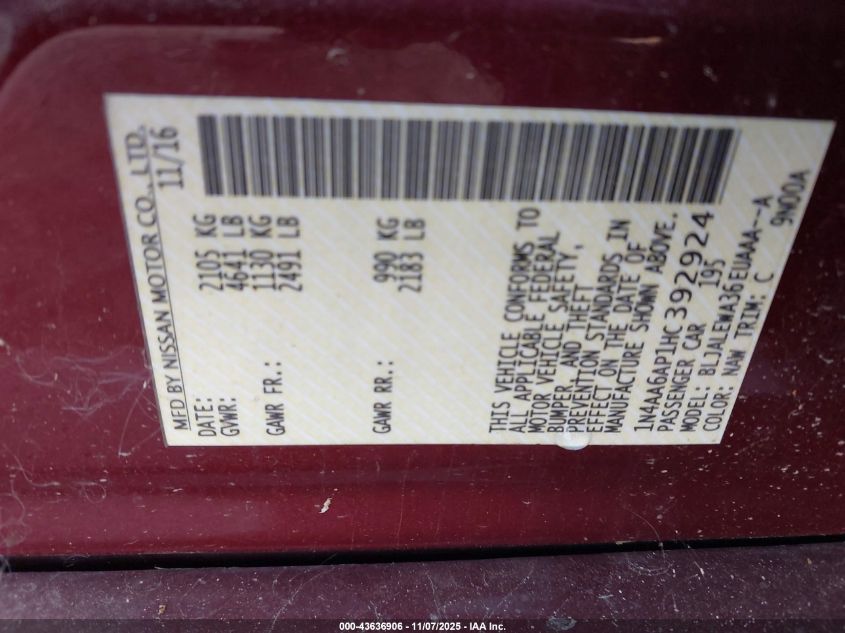 MFD BY NISSAN MOTOR CO., LTD.
DATE: 11/16
GVWR: 2105 KG
4641 LB
GAWR FR.: 1130 KG
2491 LB
GAWR RR.: 990 KG
2183 LB
THIS VEHICLE CONFORMS TO
ALL APPLICABLE FEDERAL
MOTOR VEHICLE SAFETY,
BUMPER, AND THEFT
PREVENTION STANDARDS IN
EFFECT ON THE DATE OF
MANUFACTURE SHOWN ABOVE.
1N4AA6AP1HC392924
PASSENGER CAR 195
MODEL: BLJALEWA36EUAAA--A
COLOR: NAW TRIM: C 9N00A
000-43636906 - 11/07/2025 - IAA Inc.